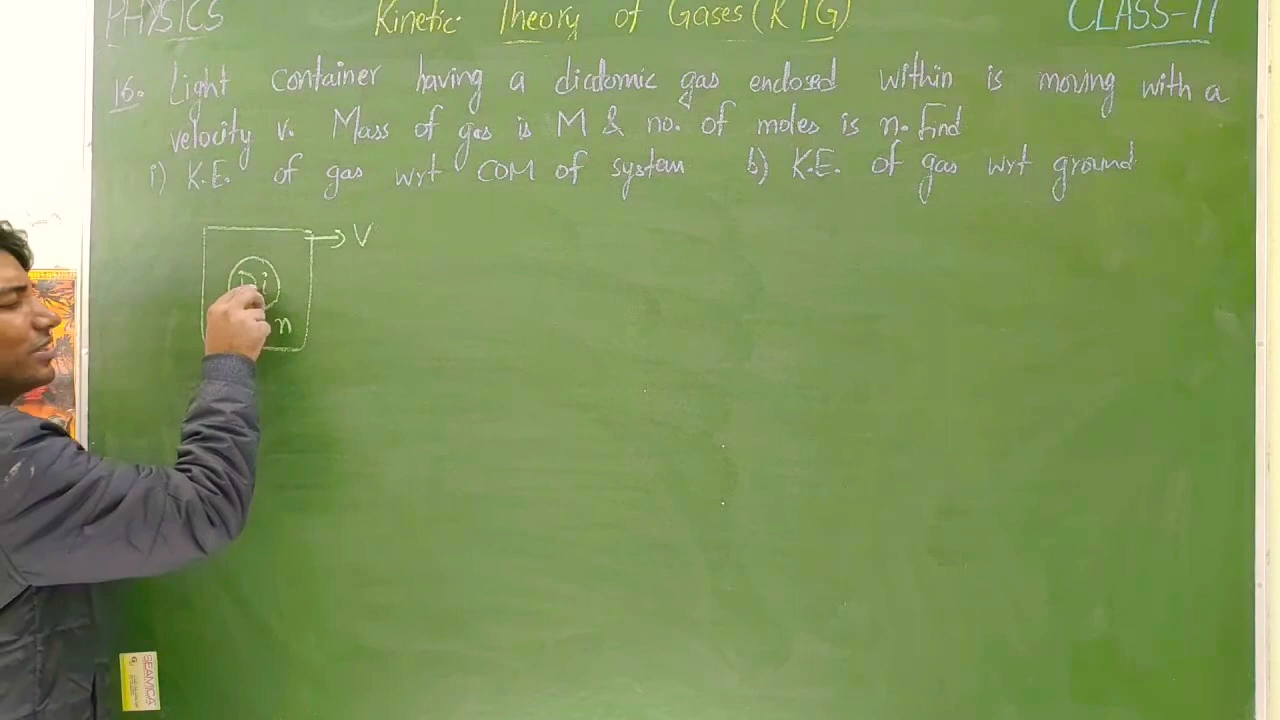 PHYSICS Kinetic Theory of Gases (KTG) CLASS-11
16. Light container having a diatomic gas enclosed within is moving with a
velocity v. Mass of gas is M & no. of moles is n. Find
i) K.E. of gas wrt COM of system b) K.E. of gas wrt ground
V
Di
n
SEAMICA